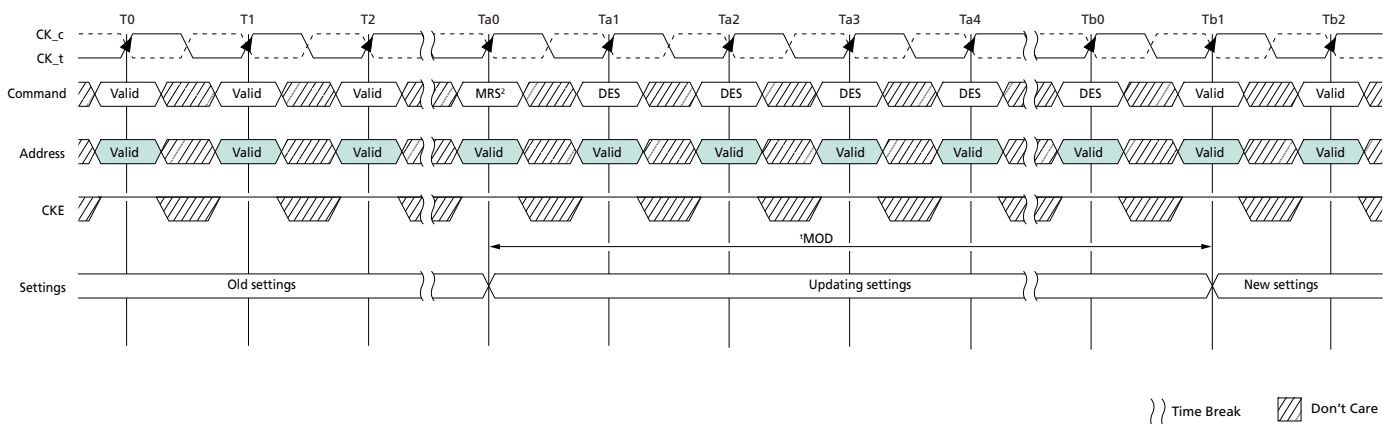 T0 T1 T2 Ta0 Ta1 Ta2 Ta3 Ta4 Tb0 Tb1 Tb2
CK_c
CK_t
Command Valid Valid Valid MRS² DES DES DES DES DES Valid Valid
Address Valid Valid Valid Valid Valid Valid Valid Valid Valid Valid Valid
CKE
ᵗMOD
Settings Old settings Updating settings New settings
Time Break Don’t Care